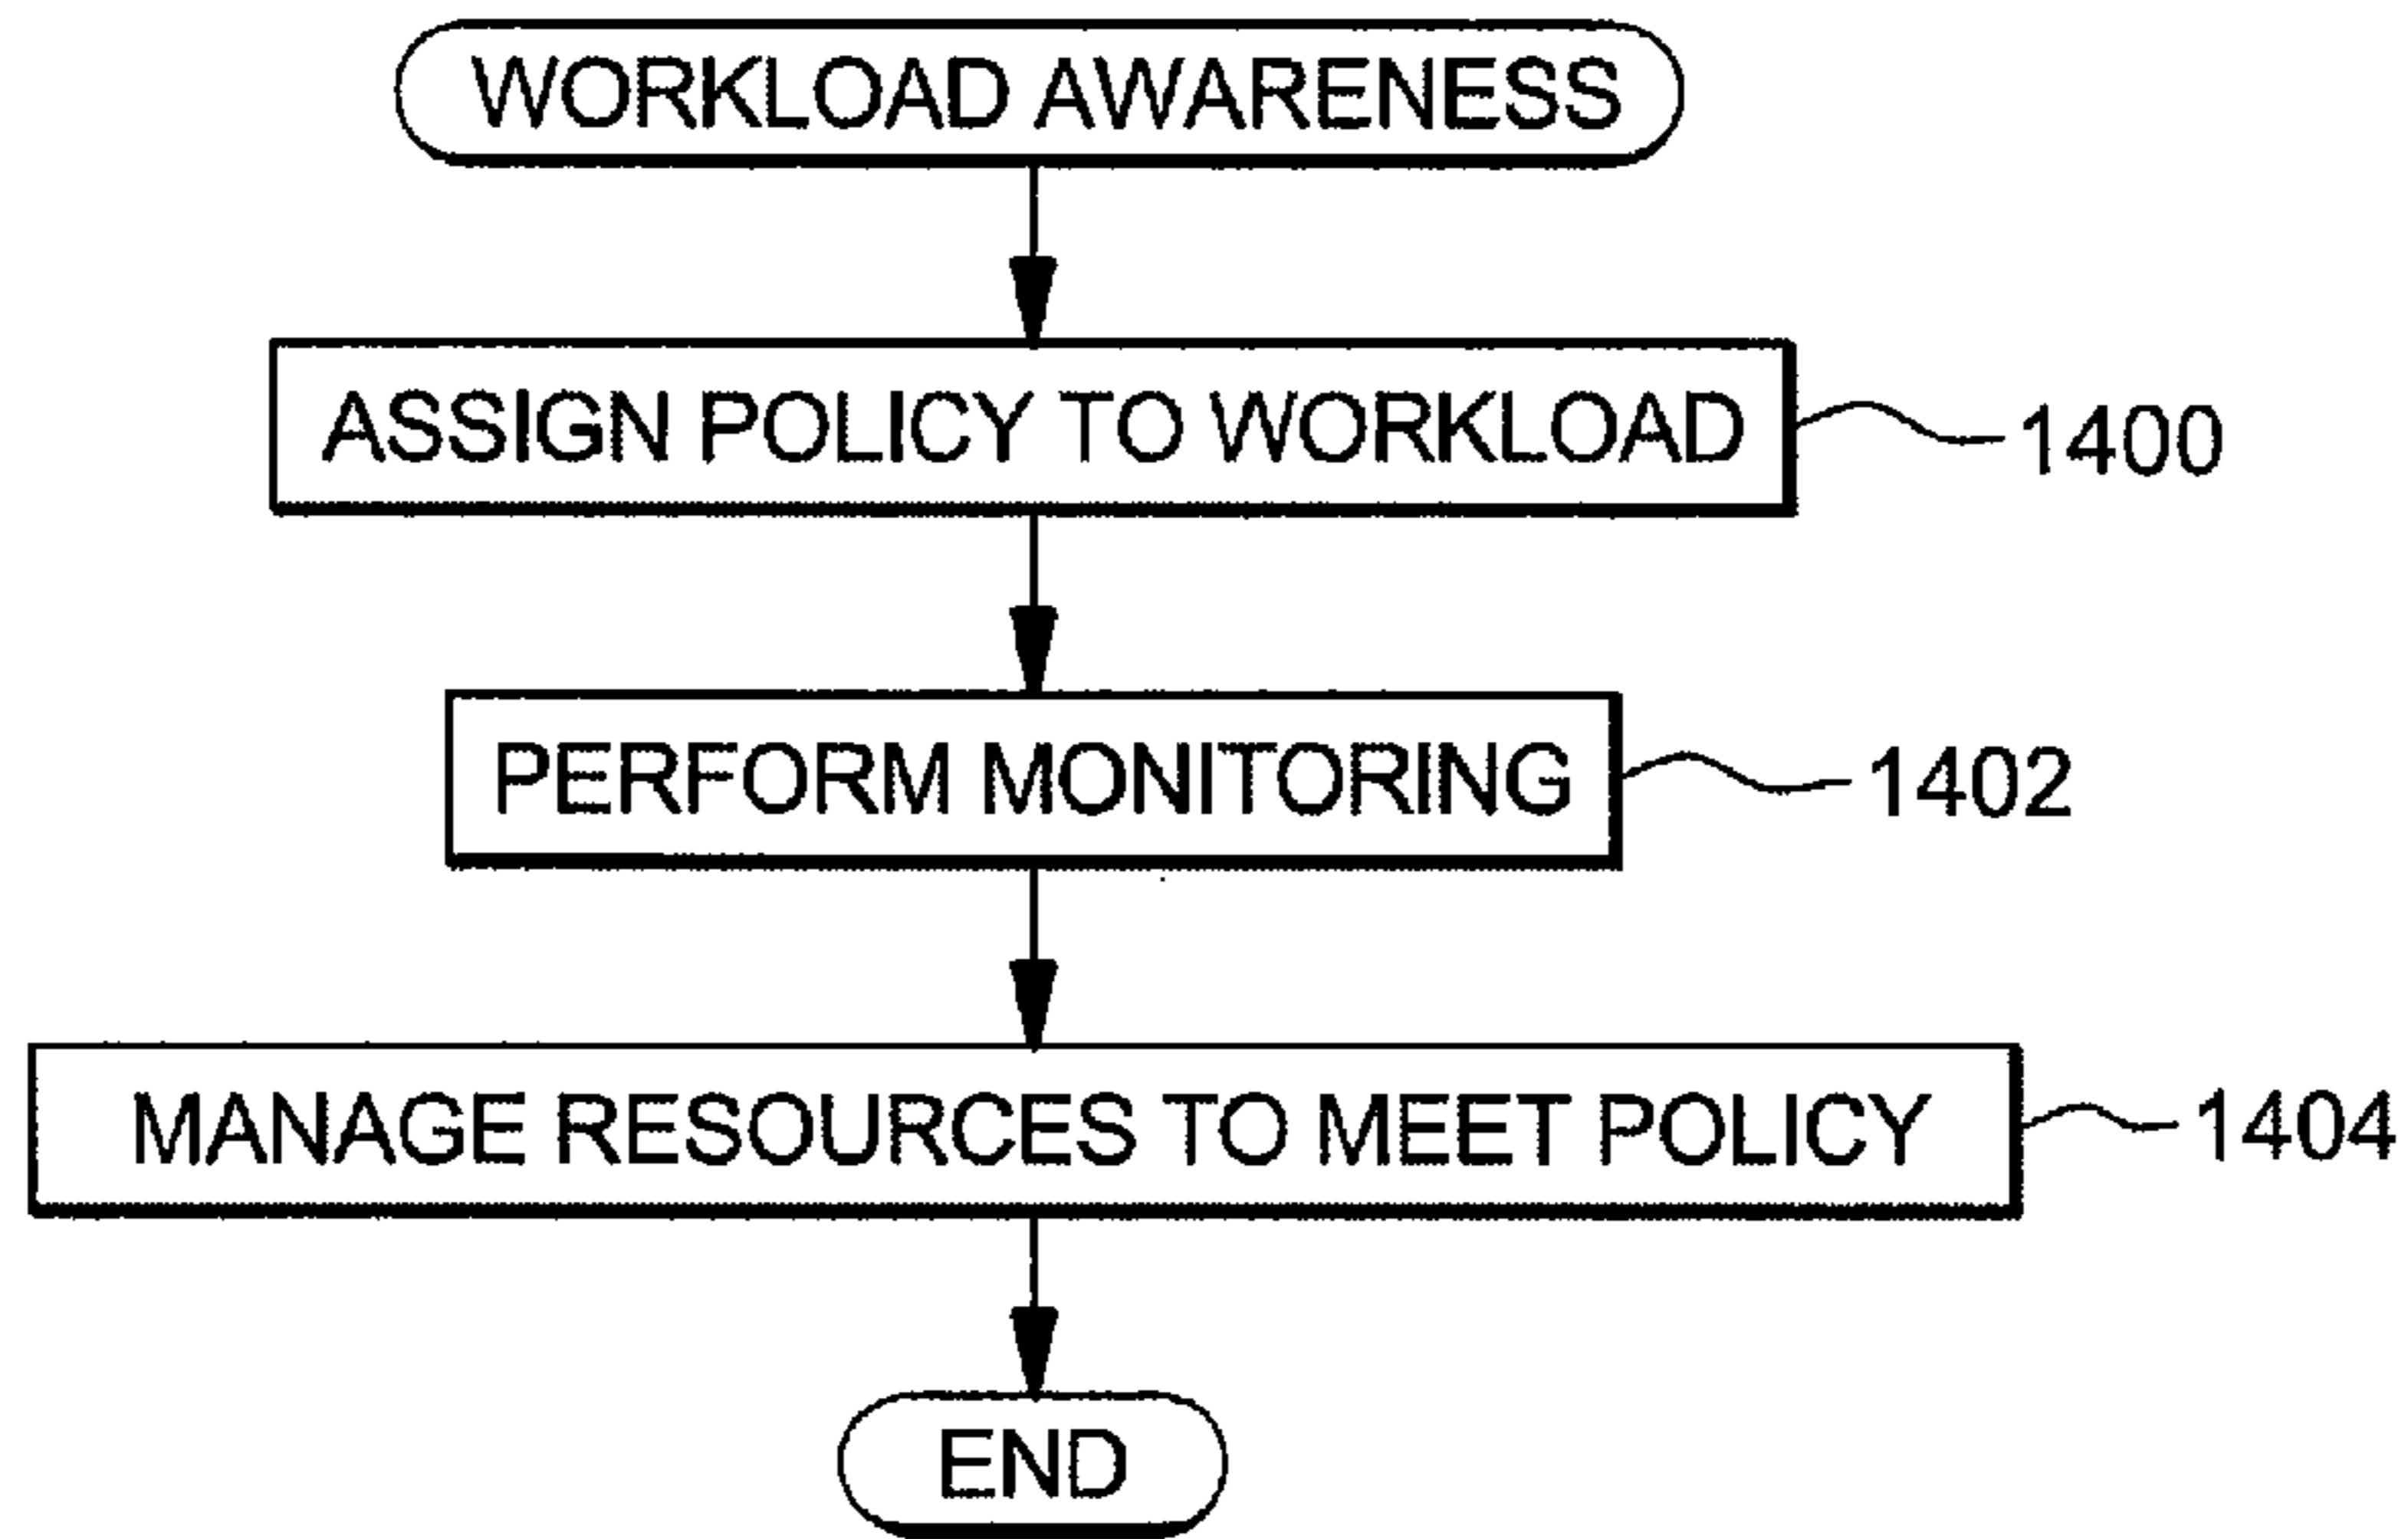 WORKLOAD AWARENESS
ASSIGN POLICY TO WORKLOAD
1400
PERFORM MONITORING
1402
MANAGE RESOURCES TO MEET POLICY
1404
END